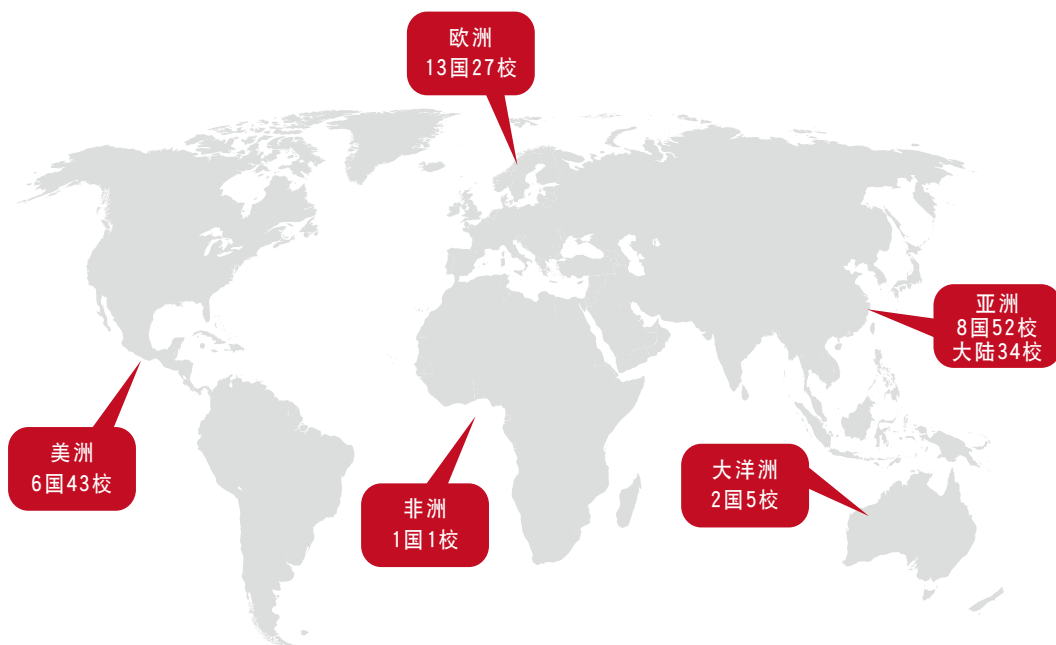 欧洲
13国27校
亚洲
8国52校
大陆34校
美洲
6国43校
大洋洲
2国5校
非洲
1国1校